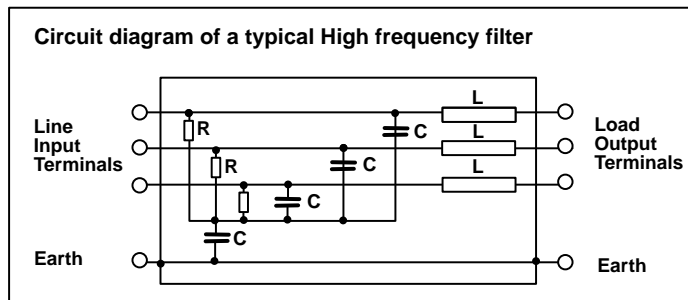 Circuit diagram of a typical High frequency filter
L
R
C
Line
Input
Terminals
L
Load
Output
Terminals
R
C
L
C
C
Earth
Earth